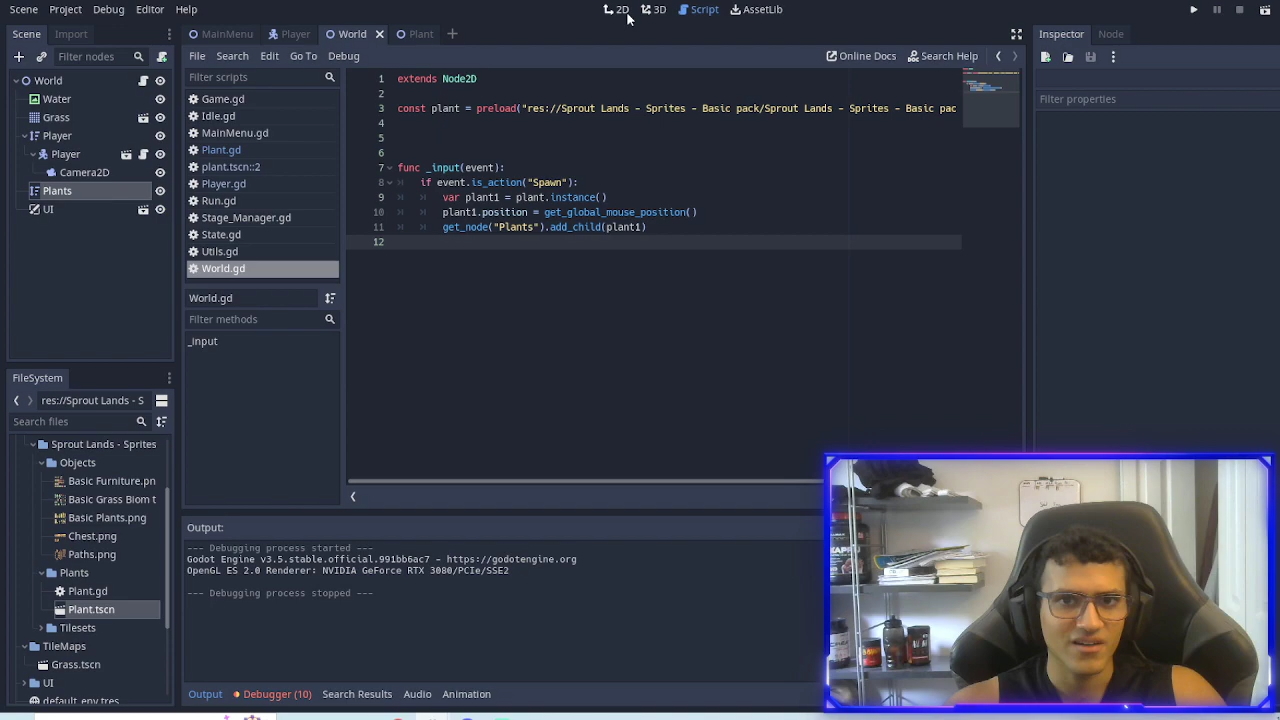 Scene Project Debug Editor Help 2D 3D Script AssetLib
Scene Import
MainMenu Player World Plant
Inspector Node
Filter nodes
File Search Edit Go To Debug Online Docs Search Help
World
Water
Grass
Player
Player
Camera2D
Plants
UI
Filter scripts
Game.gd
Idle.gd
MainMenu.gd
Plant.gd
plant.tscn::2
Player.gd
Run.gd
Stage_Manager.gd
State.gd
Utils.gd
World.gd
World.gd
Filter methods
_input
1 extends Node2D
2
3 const plant = preload("res://Sprout Lands - Sprites - Basic pack/Sprout Lands - Sprites - Basic pac
4
5
6
7 func _input(event):
8 if event.is_action("Spawn"):
9 var plant1 = plant.instance()
10 plant1.position = get_global_mouse_position()
11 get_node("Plants").add_child(plant1)
12
Filter properties
FileSystem
res://Sprout Lands - S
Search files
Sprout Lands - Sprites
Objects
Basic Furniture.pn
Basic Grass Biom t
Basic Plants.png
Chest.png
Paths.png
Plants
Plant.gd
Plant.tscn
Tilesets
TileMaps
Grass.tscn
UI
default_env.tres
Output:
--- Debugging process started ---
Godot Engine v3.5.stable.official.991bb6ac7 - https://godotengine.org
OpenGL ES 2.0 Renderer: NVIDIA GeForce RTX 3080/PCIe/SSE2
--- Debugging process stopped ---
Output Debugger (10) Search Results Audio Animation